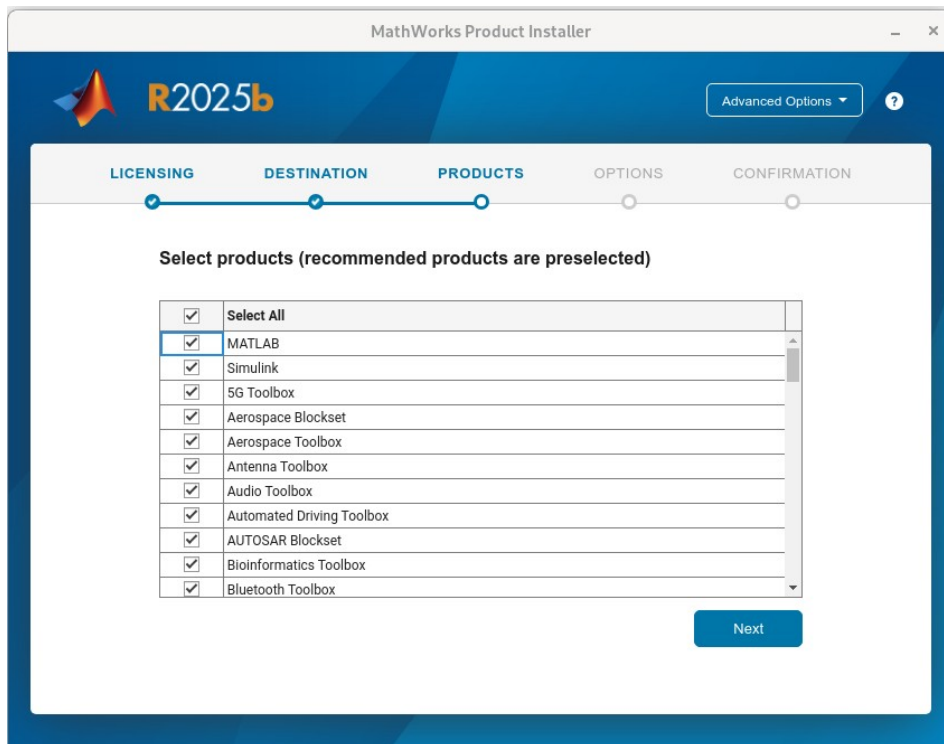 MathWorks Product Installer
R2025b
Advanced Options
?
LICENSING DESTINATION PRODUCTS OPTIONS CONFIRMATION
Select products (recommended products are preselected)
Select All
MATLAB
Simulink
5G Toolbox
Aerospace Blockset
Aerospace Toolbox
Antenna Toolbox
Audio Toolbox
Automated Driving Toolbox
AUTOSAR Blockset
Bioinformatics Toolbox
Bluetooth Toolbox
Next